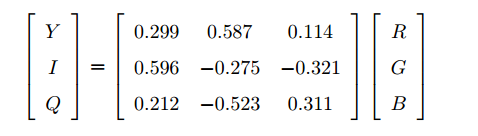 Y 0.299 0.587 0.114 R
I = 0.596 −0.275 −0.321 G
Q 0.212 −0.523 0.311 B